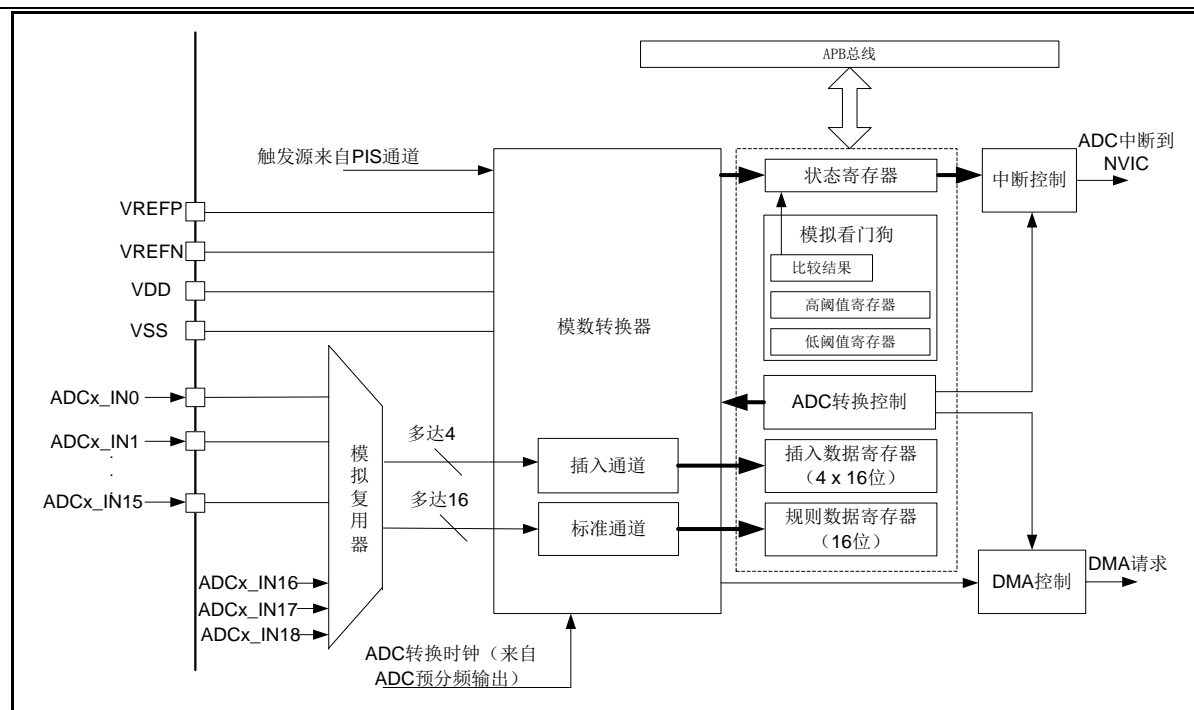 APB总线
触发源来自PIS通道
VREFP
VREFN
VDD
VSS
ADCx_IN0
ADCx_IN1
.
.
ADCx_IN15
ADCx_IN16
ADCx_IN17
ADCx_IN18
模
拟
复
用
器
多达4
多达16
模数转换器
插入通道
标准通道
ADC转换时钟（来自
ADC预分频输出）
状态寄存器
模拟看门狗
比较结果
高阈值寄存器
低阈值寄存器
ADC转换控制
插入数据寄存器
（4 x 16位）
规则数据寄存器
（16位）
中断控制
ADC中断到
NVIC
DMA控制
DMA请求